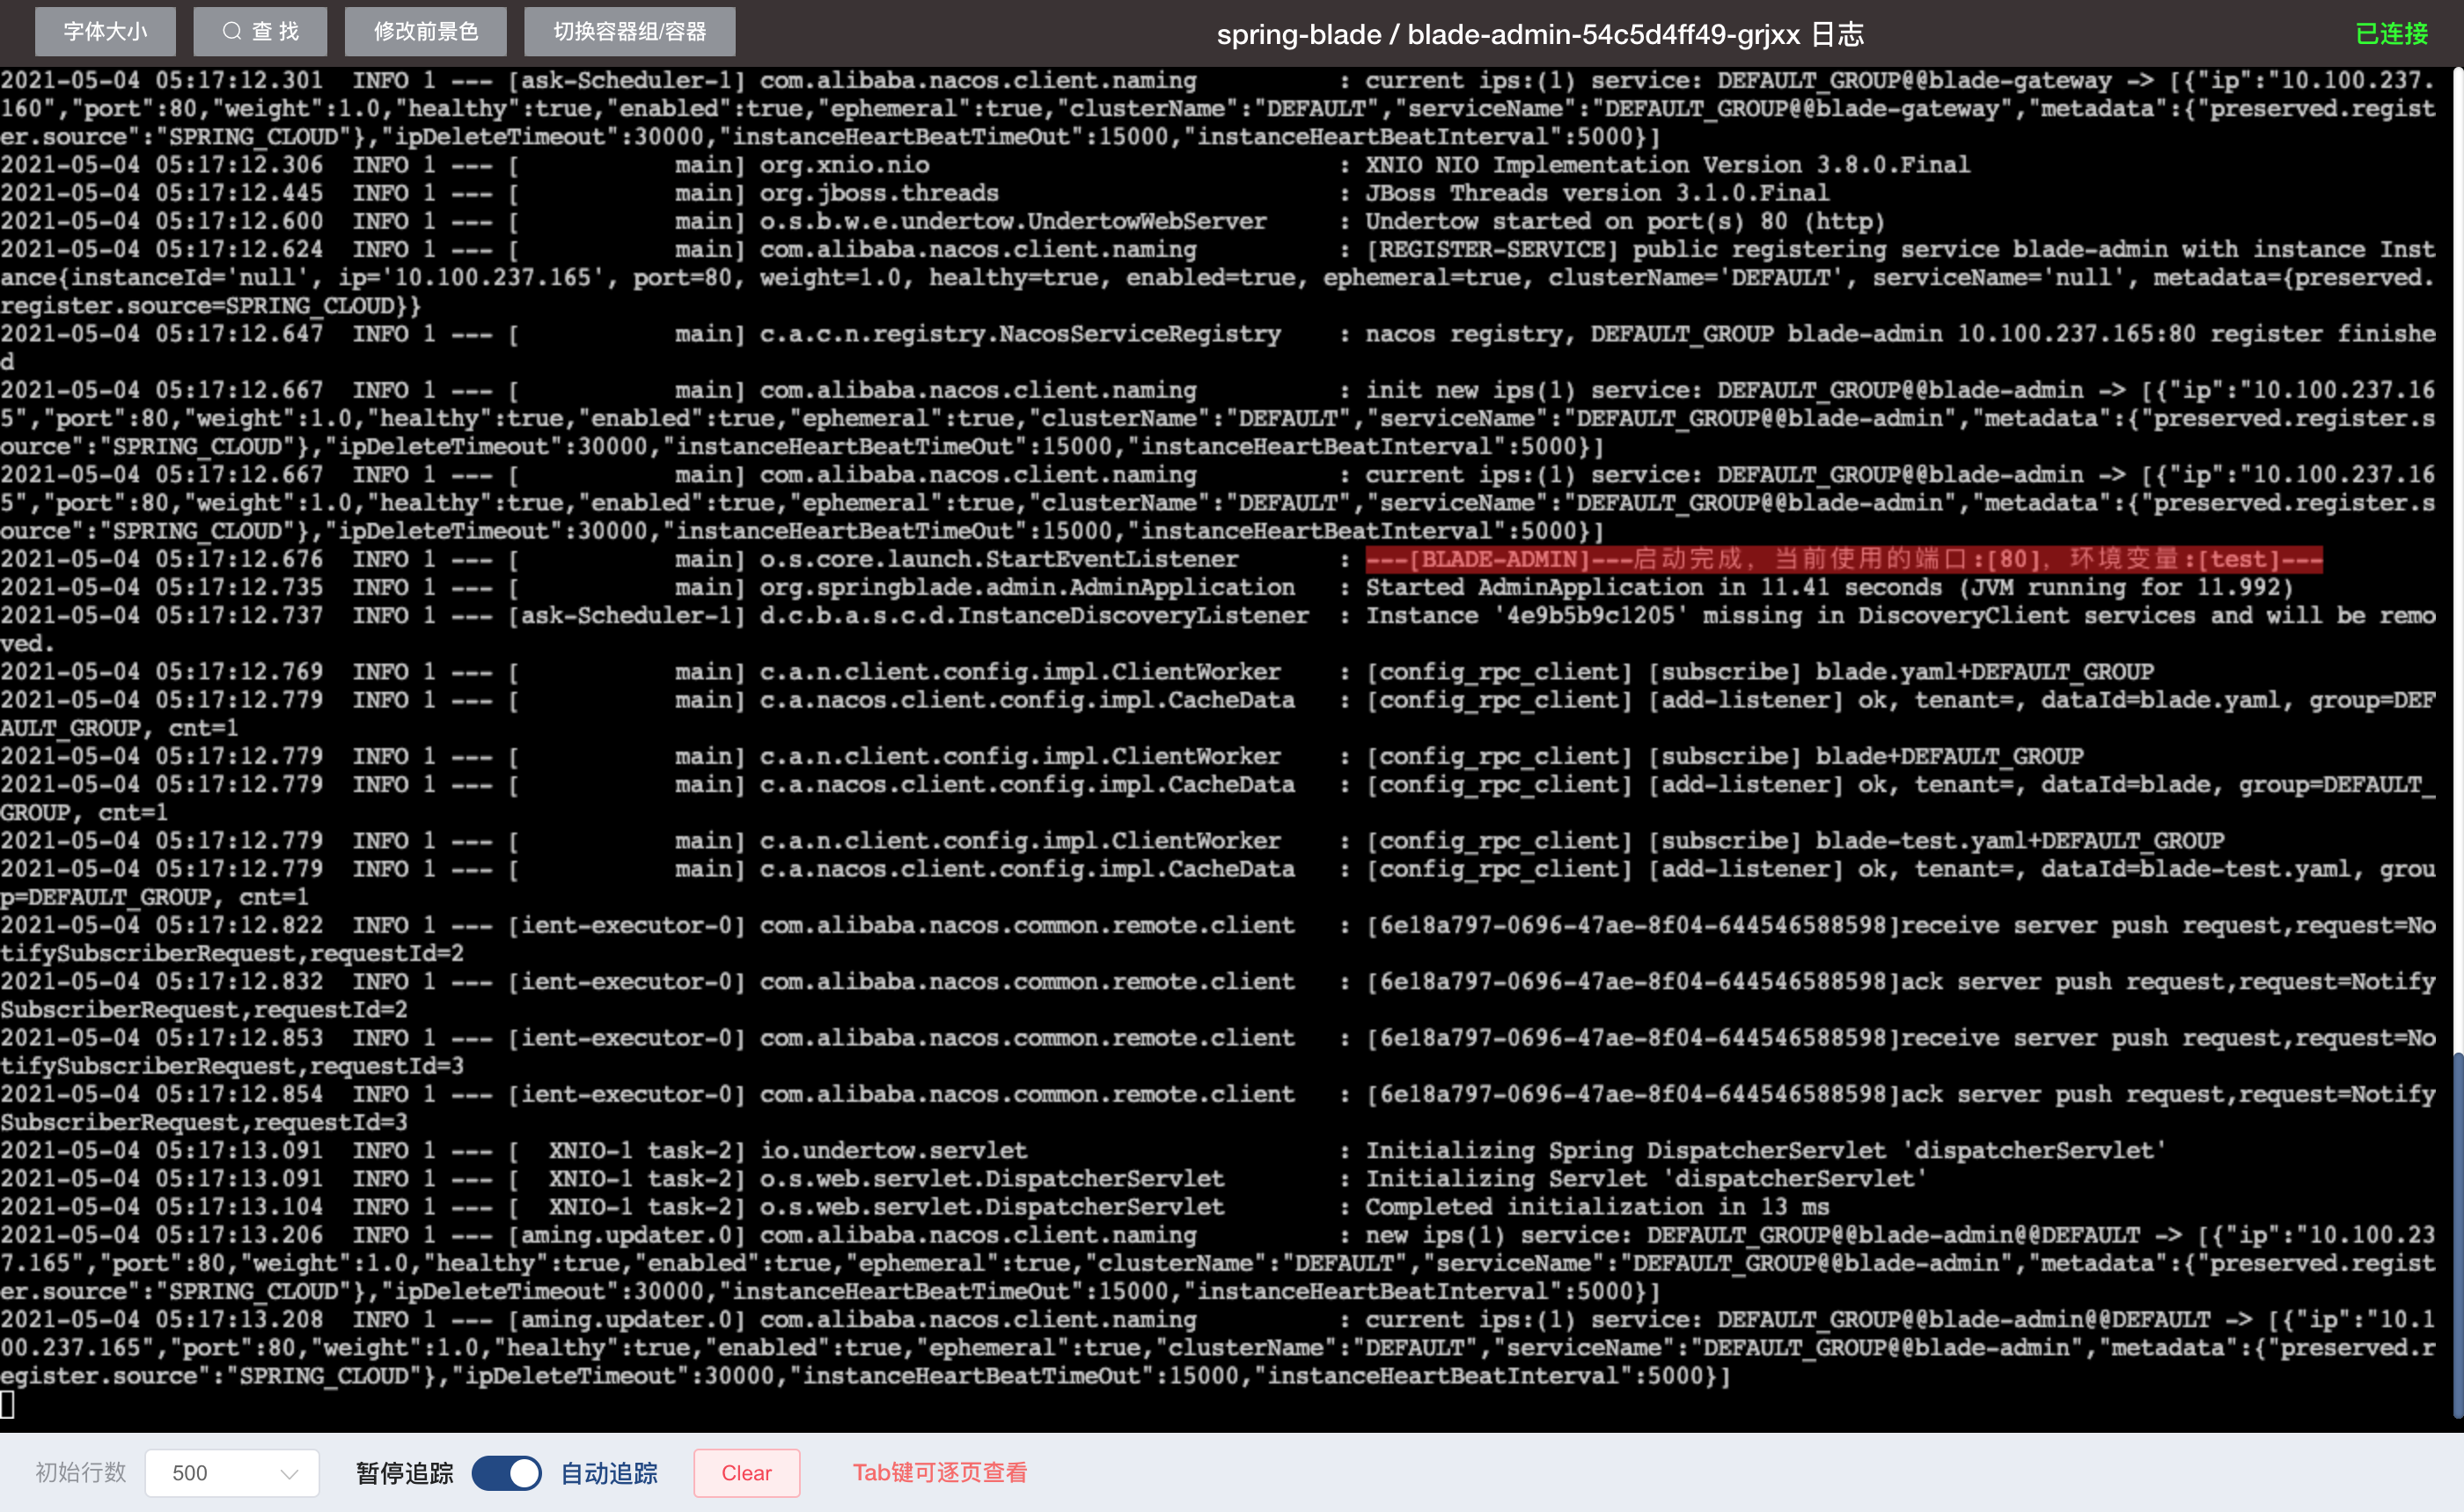 字体大小 查 找 修改前景色 切换容器组/容器 spring-blade / blade-admin-54c5d4ff49-grjxx 日志 已连接
2021-05-04 05:17:12.301  INFO 1 --- [ask-Scheduler-1] com.alibaba.nacos.client.naming          : current ips:(1) service: DEFAULT_GROUP@@blade-gateway -> [{"ip":"10.100.237.
160","port":80,"weight":1.0,"healthy":true,"enabled":true,"ephemeral":true,"clusterName":"DEFAULT","serviceName":"DEFAULT_GROUP@@blade-gateway","metadata":{"preserved.regist
er.source":"SPRING_CLOUD"},"ipDeleteTimeout":30000,"instanceHeartBeatTimeOut":15000,"instanceHeartBeatInterval":5000}]
2021-05-04 05:17:12.306  INFO 1 --- [           main] org.xnio.nio                             : XNIO NIO Implementation Version 3.8.0.Final
2021-05-04 05:17:12.445  INFO 1 --- [           main] org.jboss.threads                        : JBoss Threads version 3.1.0.Final
2021-05-04 05:17:12.600  INFO 1 --- [           main] o.s.b.w.e.undertow.UndertowWebServer     : Undertow started on port(s) 80 (http)
2021-05-04 05:17:12.624  INFO 1 --- [           main] com.alibaba.nacos.client.naming          : [REGISTER-SERVICE] public registering service blade-admin with instance Inst
ance{instanceId='null', ip='10.100.237.165', port=80, weight=1.0, healthy=true, enabled=true, ephemeral=true, clusterName='DEFAULT', serviceName='null', metadata={preserved.
register.source=SPRING_CLOUD}}
2021-05-04 05:17:12.647  INFO 1 --- [           main] c.a.c.n.registry.NacosServiceRegistry    : nacos registry, DEFAULT_GROUP blade-admin 10.100.237.165:80 register finishe
d
2021-05-04 05:17:12.667  INFO 1 --- [           main] com.alibaba.nacos.client.naming          : init new ips(1) service: DEFAULT_GROUP@@blade-admin -> [{"ip":"10.100.237.16
5","port":80,"weight":1.0,"healthy":true,"enabled":true,"ephemeral":true,"clusterName":"DEFAULT","serviceName":"DEFAULT_GROUP@@blade-admin","metadata":{"preserved.register.s
ource":"SPRING_CLOUD"},"ipDeleteTimeout":30000,"instanceHeartBeatTimeOut":15000,"instanceHeartBeatInterval":5000}]
2021-05-04 05:17:12.667  INFO 1 --- [           main] com.alibaba.nacos.client.naming          : current ips:(1) service: DEFAULT_GROUP@@blade-admin -> [{"ip":"10.100.237.16
5","port":80,"weight":1.0,"healthy":true,"enabled":true,"ephemeral":true,"clusterName":"DEFAULT","serviceName":"DEFAULT_GROUP@@blade-admin","metadata":{"preserved.register.s
ource":"SPRING_CLOUD"},"ipDeleteTimeout":30000,"instanceHeartBeatTimeOut":15000,"instanceHeartBeatInterval":5000}]
2021-05-04 05:17:12.676  INFO 1 --- [           main] o.s.core.launch.StartEventListener       : ---[BLADE-ADMIN]---启动完成，当前使用的端口:[80]，环境变量:[test]---
2021-05-04 05:17:12.735  INFO 1 --- [           main] org.springblade.admin.AdminApplication   : Started AdminApplication in 11.41 seconds (JVM running for 11.992)
2021-05-04 05:17:12.737  INFO 1 --- [ask-Scheduler-1] d.c.b.a.s.c.d.InstanceDiscoveryListener  : Instance '4e9b5b9c1205' missing in DiscoveryClient services and will be remo
ved.
2021-05-04 05:17:12.769  INFO 1 --- [           main] c.a.n.client.config.impl.ClientWorker    : [config_rpc_client] [subscribe] blade.yaml+DEFAULT_GROUP
2021-05-04 05:17:12.779  INFO 1 --- [           main] c.a.nacos.client.config.impl.CacheData   : [config_rpc_client] [add-listener] ok, tenant=, dataId=blade.yaml, group=DEF
AULT_GROUP, cnt=1
2021-05-04 05:17:12.779  INFO 1 --- [           main] c.a.n.client.config.impl.ClientWorker    : [config_rpc_client] [subscribe] blade+DEFAULT_GROUP
2021-05-04 05:17:12.779  INFO 1 --- [           main] c.a.nacos.client.config.impl.CacheData   : [config_rpc_client] [add-listener] ok, tenant=, dataId=blade, group=DEFAULT_
GROUP, cnt=1
2021-05-04 05:17:12.779  INFO 1 --- [           main] c.a.n.client.config.impl.ClientWorker    : [config_rpc_client] [subscribe] blade-test.yaml+DEFAULT_GROUP
2021-05-04 05:17:12.779  INFO 1 --- [           main] c.a.nacos.client.config.impl.CacheData   : [config_rpc_client] [add-listener] ok, tenant=, dataId=blade-test.yaml, grou
p=DEFAULT_GROUP, cnt=1
2021-05-04 05:17:12.822  INFO 1 --- [ient-executor-0] com.alibaba.nacos.common.remote.client   : [6e18a797-0696-47ae-8f04-644546588598]receive server push request,request=No
tifySubscriberRequest,requestId=2
2021-05-04 05:17:12.832  INFO 1 --- [ient-executor-0] com.alibaba.nacos.common.remote.client   : [6e18a797-0696-47ae-8f04-644546588598]ack server push request,request=Notify
SubscriberRequest,requestId=2
2021-05-04 05:17:12.853  INFO 1 --- [ient-executor-0] com.alibaba.nacos.common.remote.client   : [6e18a797-0696-47ae-8f04-644546588598]receive server push request,request=No
tifySubscriberRequest,requestId=3
2021-05-04 05:17:12.854  INFO 1 --- [ient-executor-0] com.alibaba.nacos.common.remote.client   : [6e18a797-0696-47ae-8f04-644546588598]ack server push request,request=Notify
SubscriberRequest,requestId=3
2021-05-04 05:17:13.091  INFO 1 --- [  XNIO-1 task-2] io.undertow.servlet                      : Initializing Spring DispatcherServlet 'dispatcherServlet'
2021-05-04 05:17:13.091  INFO 1 --- [  XNIO-1 task-2] o.s.web.servlet.DispatcherServlet        : Initializing Servlet 'dispatcherServlet'
2021-05-04 05:17:13.104  INFO 1 --- [  XNIO-1 task-2] o.s.web.servlet.DispatcherServlet        : Completed initialization in 13 ms
2021-05-04 05:17:13.206  INFO 1 --- [aming.updater.0] com.alibaba.nacos.client.naming          : new ips(1) service: DEFAULT_GROUP@@blade-admin@@DEFAULT -> [{"ip":"10.100.23
7.165","port":80,"weight":1.0,"healthy":true,"enabled":true,"ephemeral":true,"clusterName":"DEFAULT","serviceName":"DEFAULT_GROUP@@blade-admin","metadata":{"preserved.regist
er.source":"SPRING_CLOUD"},"ipDeleteTimeout":30000,"instanceHeartBeatTimeOut":15000,"instanceHeartBeatInterval":5000}]
2021-05-04 05:17:13.208  INFO 1 --- [aming.updater.0] com.alibaba.nacos.client.naming          : current ips:(1) service: DEFAULT_GROUP@@blade-admin@@DEFAULT -> [{"ip":"10.1
00.237.165","port":80,"weight":1.0,"healthy":true,"enabled":true,"ephemeral":true,"clusterName":"DEFAULT","serviceName":"DEFAULT_GROUP@@blade-admin","metadata":{"preserved.r
egister.source":"SPRING_CLOUD"},"ipDeleteTimeout":30000,"instanceHeartBeatTimeOut":15000,"instanceHeartBeatInterval":5000}]
初始行数 500 暂停追踪 自动追踪 Clear Tab键可逐页查看